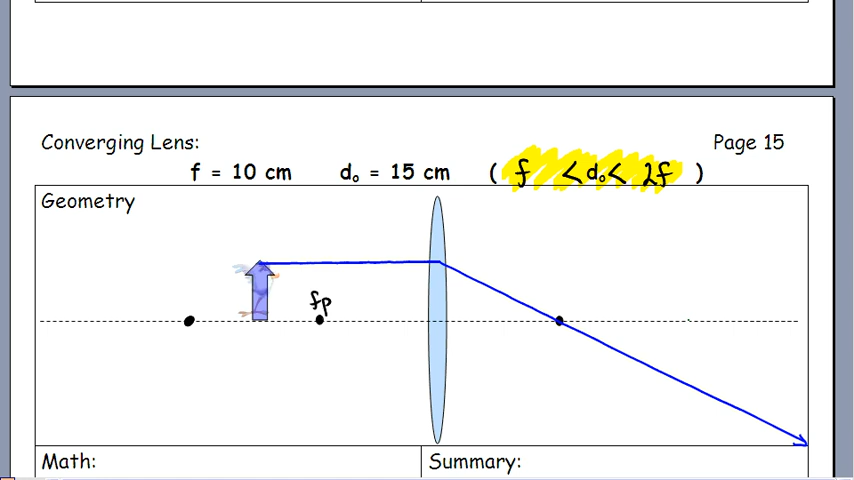 Converging Lens: Page 15
f = 10 cm dₒ = 15 cm ( f < dₒ < 2f )
Geometry
fp
Math: Summary: